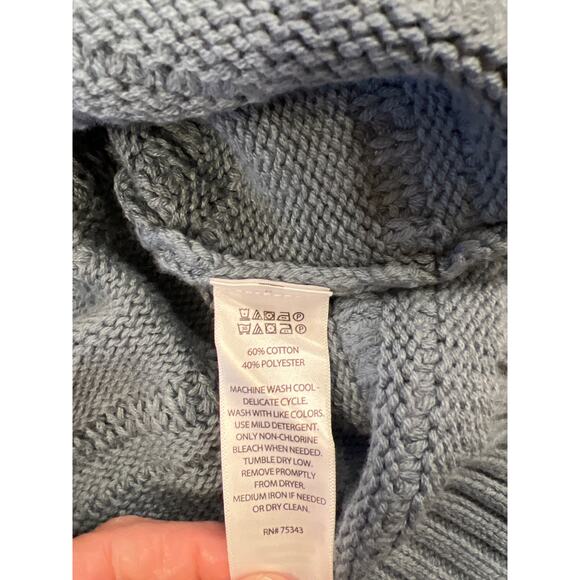 60% COTTON
40% POLYESTER
MACHINE WASH COOL -
DELICATE CYCLE.
WASH WITH LIKE COLORS.
USE MILD DETERGENT.
ONLY NON-CHLORINE
BLEACH WHEN NEEDED.
TUMBLE DRY LOW.
REMOVE PROMPTLY
FROM DRYER.
MEDIUM IRON IF NEEDED
OR DRY CLEAN.
RN# 75343